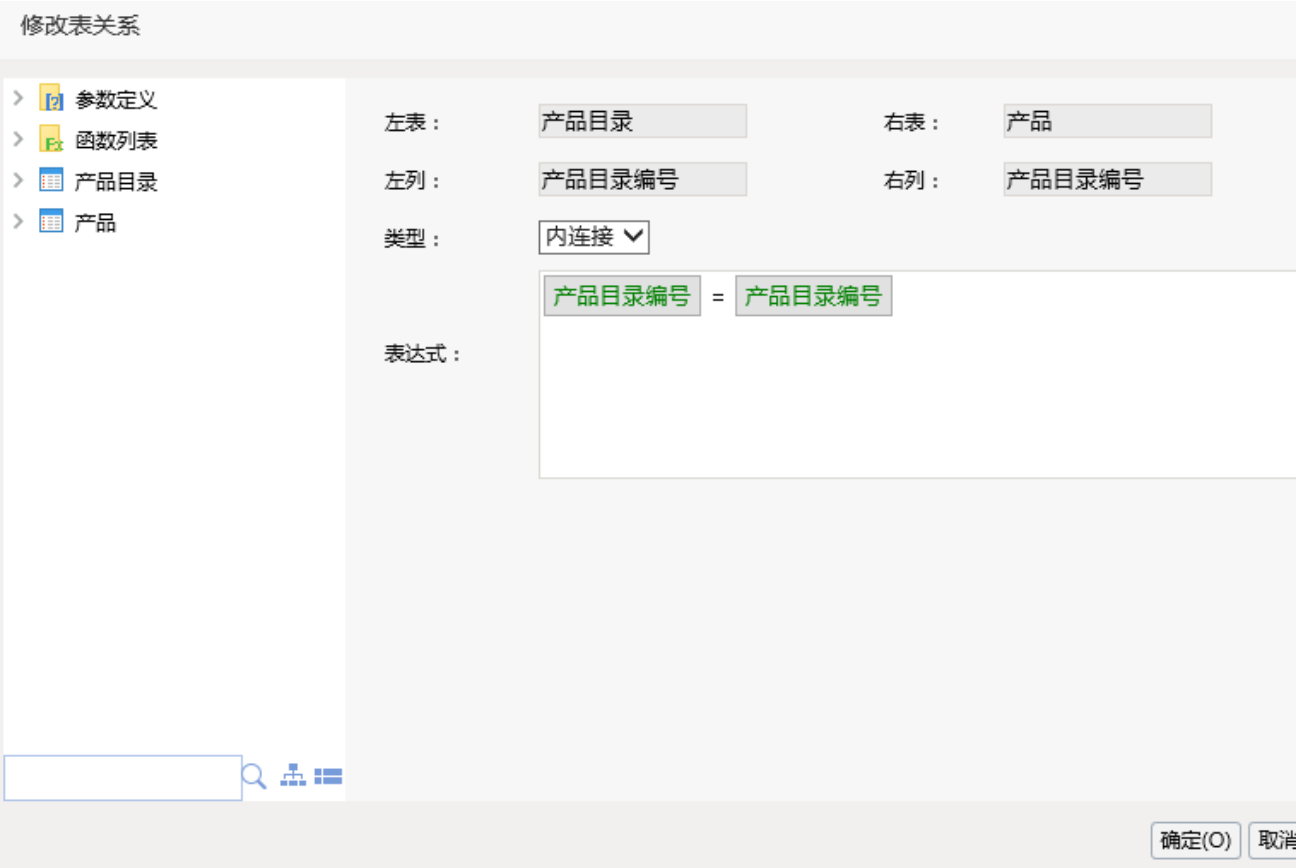 修改表关系
参数定义
函数列表
产品目录
产品
左表： 产品目录 右表： 产品
左列： 产品目录编号 右列： 产品目录编号
类型： 内连接
表达式： 产品目录编号 = 产品目录编号
确定(O) 取消